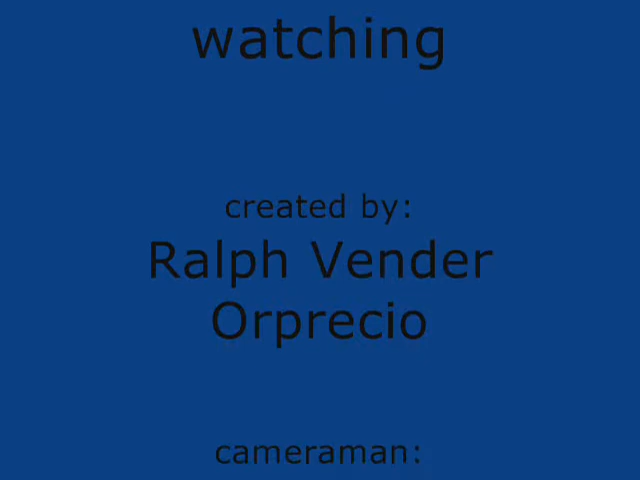 watching
created by:
Ralph Vender
Orprecio
cameraman: